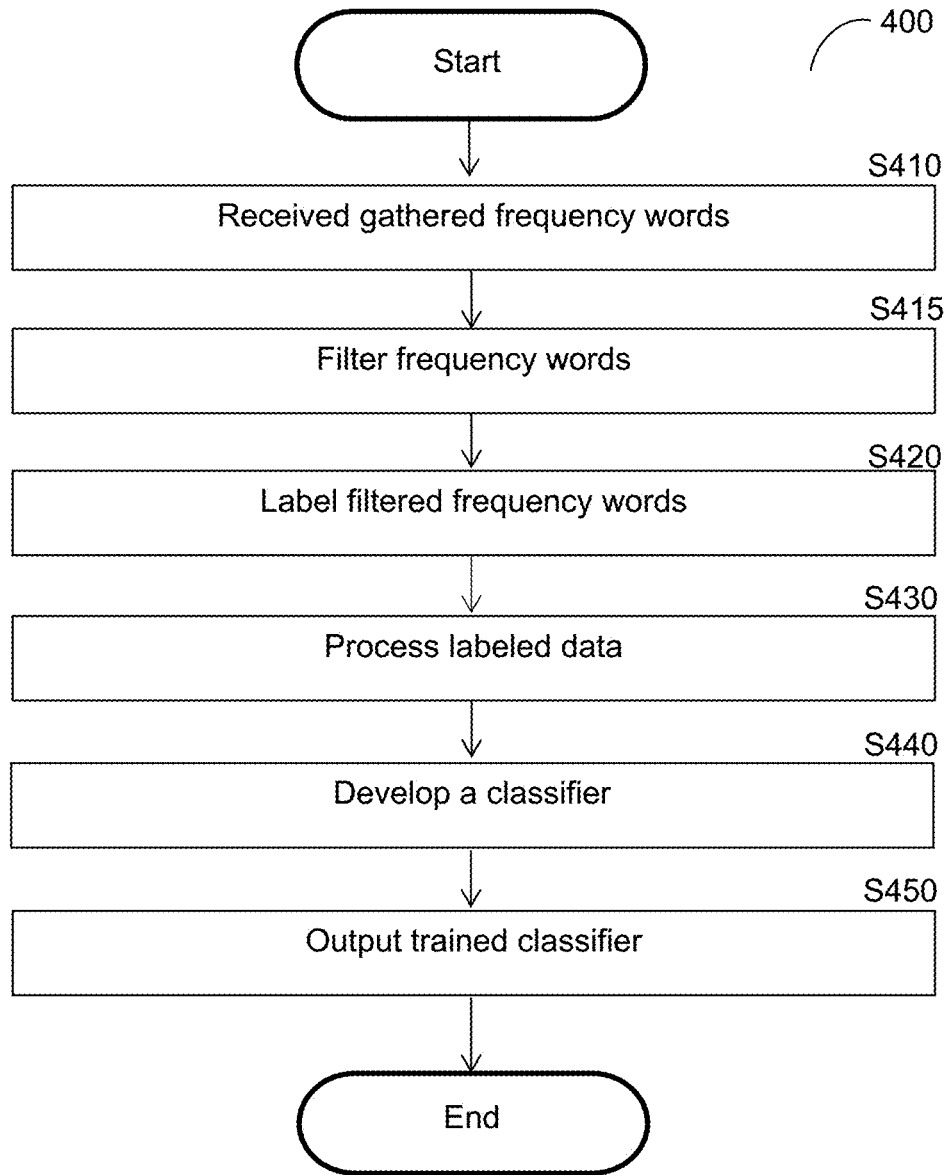 Start
400
S410
Received gathered frequency words
S415
Filter frequency words
S420
Label filtered frequency words
S430
Process labeled data
S440
Develop a classifier
S450
Output trained classifier
End